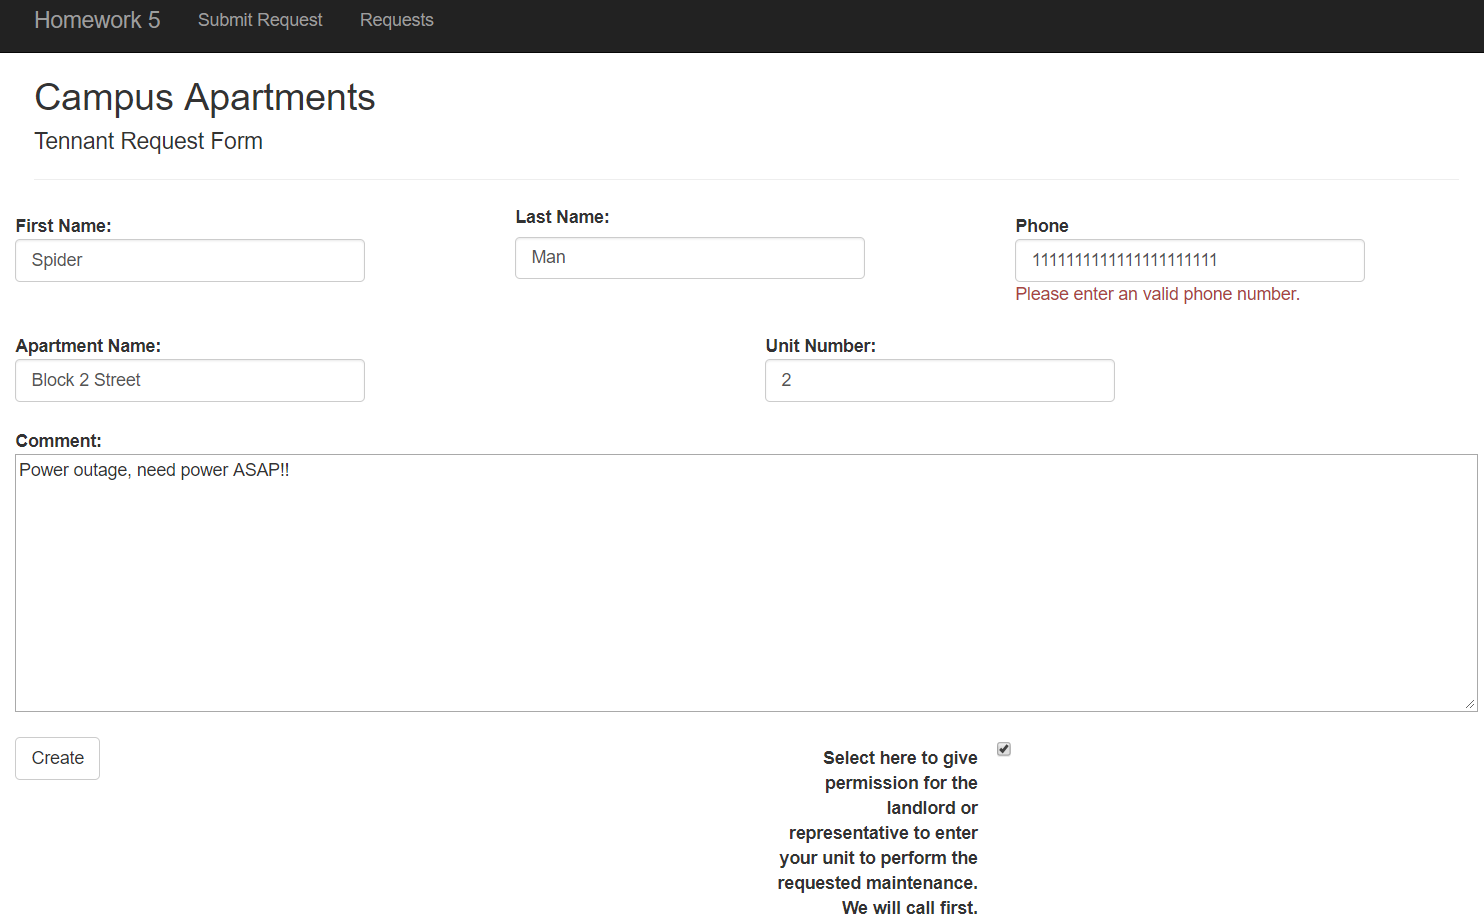 Homework 5 Submit Request Requests
Campus Apartments
Tennant Request Form
First Name:
Last Name:
Phone
Spider
Man
1111111111111111111111
Please enter an valid phone number.
Apartment Name:
Unit Number:
Block 2 Street
2
Comment:
Power outage, need power ASAP!!
Create
Select here to give
permission for the
landlord or
representative to enter
your unit to perform the
requested maintenance.
We will call first.